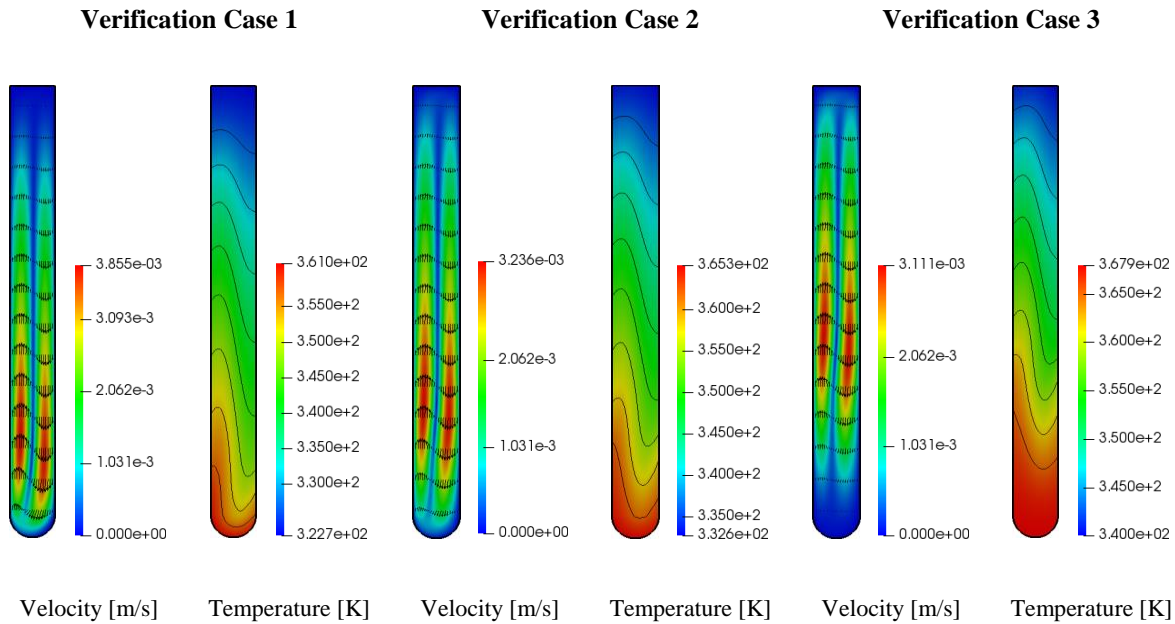 Verification Case 1
Verification Case 2
Verification Case 3
3.855e-03
3.093e-3
2.062e-3
1.031e-3
0.000e+00
3.610e+02
3.550e+2
3.500e+2
3.450e+2
3.400e+2
3.350e+2
3.300e+2
3.227e+02
3.236e-03
2.062e-3
1.031e-3
0.000e+00
3.653e+02
3.600e+2
3.550e+2
3.500e+2
3.450e+2
3.400e+2
3.350e+2
3.326e+02
3.111e-03
2.062e-3
1.031e-3
0.000e+00
3.679e+02
3.650e+2
3.600e+2
3.550e+2
3.500e+2
3.450e+2
3.400e+02
Velocity [m/s]
Temperature [K]
Velocity [m/s]
Temperature [K]
Velocity [m/s]
Temperature [K]